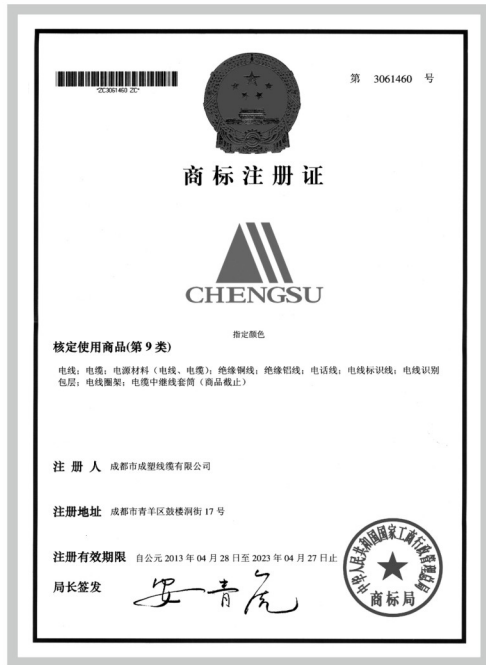 *ZC3061460 ZC*
第 3061460 号
商标注册证
CHENGSU
指定颜色
核定使用商品(第 9 类)
电线；电缆；电源材料（电线、电缆）；绝缘铜线；绝缘铝线；电话线；电线标识线；电线识别
包层；电线圈架；电缆中继线套筒（商品截止）
注 册 人 成都市成塑线缆有限公司
注册地址 成都市青羊区鼓楼洞街 17 号
注册有效期限 自公元 2013 年 04 月 28 日至 2023 年 04 月 27 日止
局长签发 安青虎
中华人民共和国国家工商行政管理总局
商标局